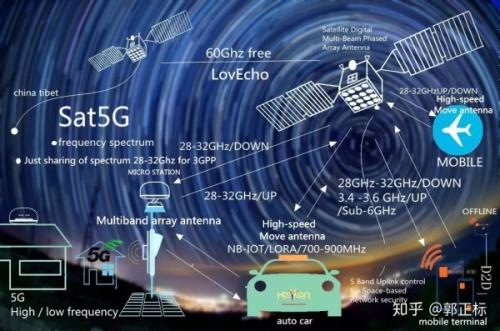 Satellite Digital
Multi-Beam Phased
Array Antenna
60Ghz free
LovEcho
china tibet
28-32GHz/UP/DOWN
High-speed
Move antenna
Sat5G
frequency spectrum
Just sharing of spectrum 28-32Ghz for 3GPP
28-32GHz/DOWN
MICRO STATION
MOBILE
28-32GHz/UP
28GHz-32GHz/DOWN
3.4 -3.6 GHz/UP
/Sub-6GHz
Multiband array antenna
High-speed
Move antenna
NB-IOT/LORA/700-900MHz
OFFLINE
5G
D2D
5G
High / low frequency
S Band Uplink control
for Space-based
network security
auto car
知乎 @郭正标
mobile terminal